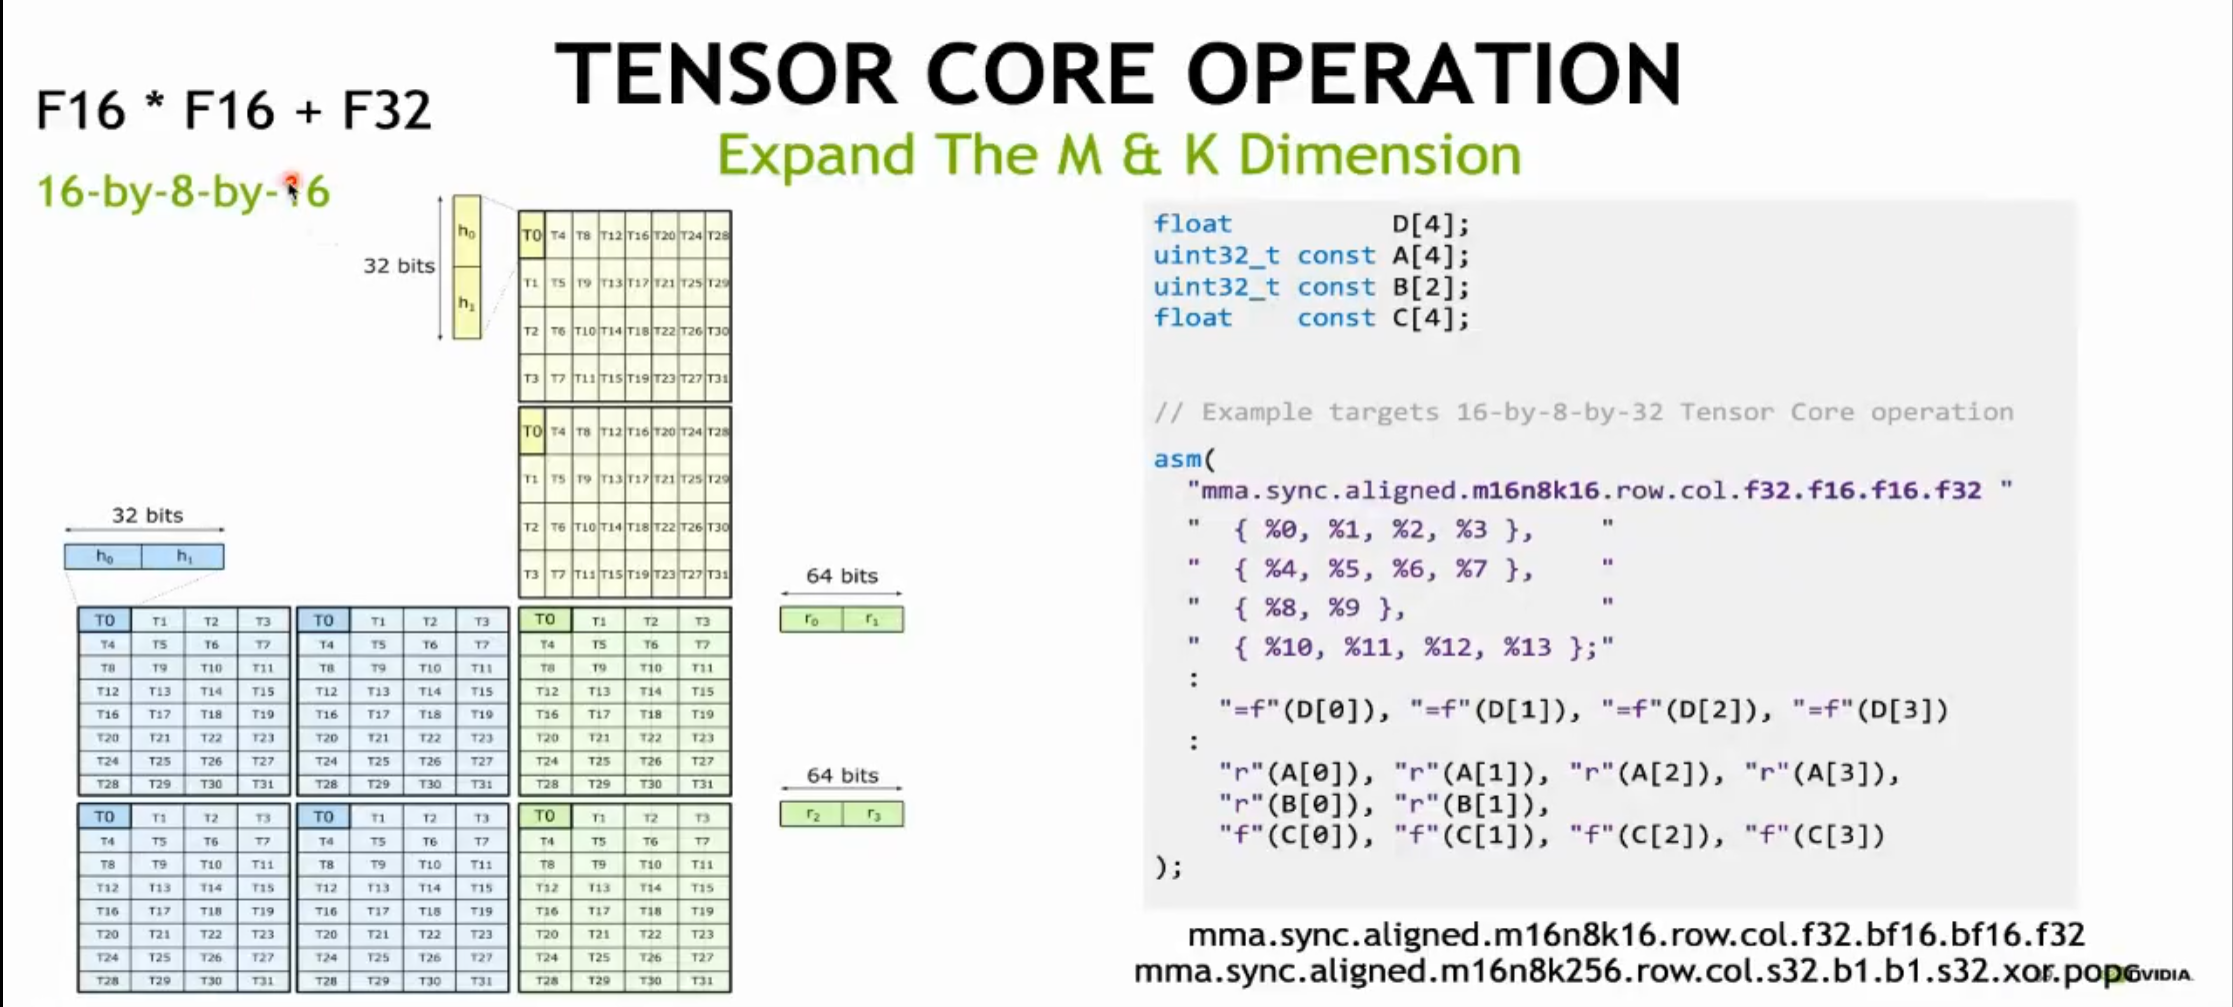 TENSOR CORE OPERATION
Expand The M & K Dimension
F16 * F16 + F32
16-by-8-by-16
32 bits
h0
h1
T0 T4 T8 T12 T16 T20 T24 T28
T1 T5 T9 T13 T17 T21 T25 T29
T2 T6 T10 T14 T18 T22 T26 T30
T3 T7 T11 T15 T19 T23 T27 T31
T0 T4 T8 T12 T16 T20 T24 T28
T1 T5 T9 T13 T17 T21 T25 T29
T2 T6 T10 T14 T18 T22 T26 T30
T3 T7 T11 T15 T19 T23 T27 T31
32 bits
h0 h1
T0 T1 T2 T3 T0 T1 T2 T3 T0 T1 T2 T3
T4 T5 T6 T7 T4 T5 T6 T7 T4 T5 T6 T7
T8 T9 T10 T11 T8 T9 T10 T11 T8 T9 T10 T11
T12 T13 T14 T15 T12 T13 T14 T15 T12 T13 T14 T15
T16 T17 T18 T19 T16 T17 T18 T19 T16 T17 T18 T19
T20 T21 T22 T23 T20 T21 T22 T23 T20 T21 T22 T23
T24 T25 T26 T27 T24 T25 T26 T27 T24 T25 T26 T27
T28 T29 T30 T31 T28 T29 T30 T31 T28 T29 T30 T31
T0 T1 T2 T3 T0 T1 T2 T3 T0 T1 T2 T3
T4 T5 T6 T7 T4 T5 T6 T7 T4 T5 T6 T7
T8 T9 T10 T11 T8 T9 T10 T11 T8 T9 T10 T11
T12 T13 T14 T15 T12 T13 T14 T15 T12 T13 T14 T15
T16 T17 T18 T19 T16 T17 T18 T19 T16 T17 T18 T19
T20 T21 T22 T23 T20 T21 T22 T23 T20 T21 T22 T23
T24 T25 T26 T27 T24 T25 T26 T27 T24 T25 T26 T27
T28 T29 T30 T31 T28 T29 T30 T31 T28 T29 T30 T31
64 bits
r0 r1
64 bits
r2 r3
float D[4];
uint32_t const A[4];
uint32_t const B[2];
float const C[4];
// Example targets 16-by-8-by-32 Tensor Core operation
asm(
"mma.sync.aligned.m16n8k16.row.col.f32.f16.f16.f32 "
" { %0, %1, %2, %3 }, "
" { %4, %5, %6, %7 }, "
" { %8, %9 }, "
" { %10, %11, %12, %13 };"
:
"=f"(D[0]), "=f"(D[1]), "=f"(D[2]), "=f"(D[3])
:
"r"(A[0]), "r"(A[1]), "r"(A[2]), "r"(A[3]),
"r"(B[0]), "r"(B[1]),
"f"(C[0]), "f"(C[1]), "f"(C[2]), "f"(C[3])
);
mma.sync.aligned.m16n8k16.row.col.f32.bf16.bf16.f32
mma.sync.aligned.m16n8k256.row.col.s32.b1.b1.s32.xor.popc
NVIDIA